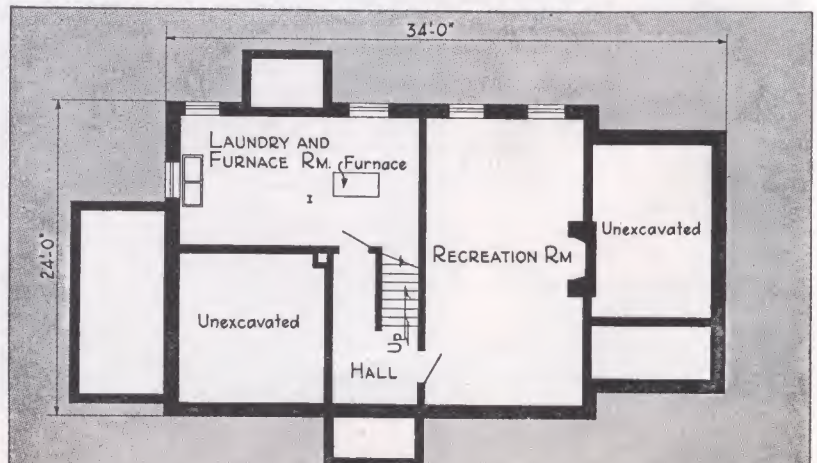 34'-0"
LAUNDRY AND
FURNACE RM. Furnace
24'-0"
Unexcavated
RECREATION RM
Unexcavated
Up
HALL